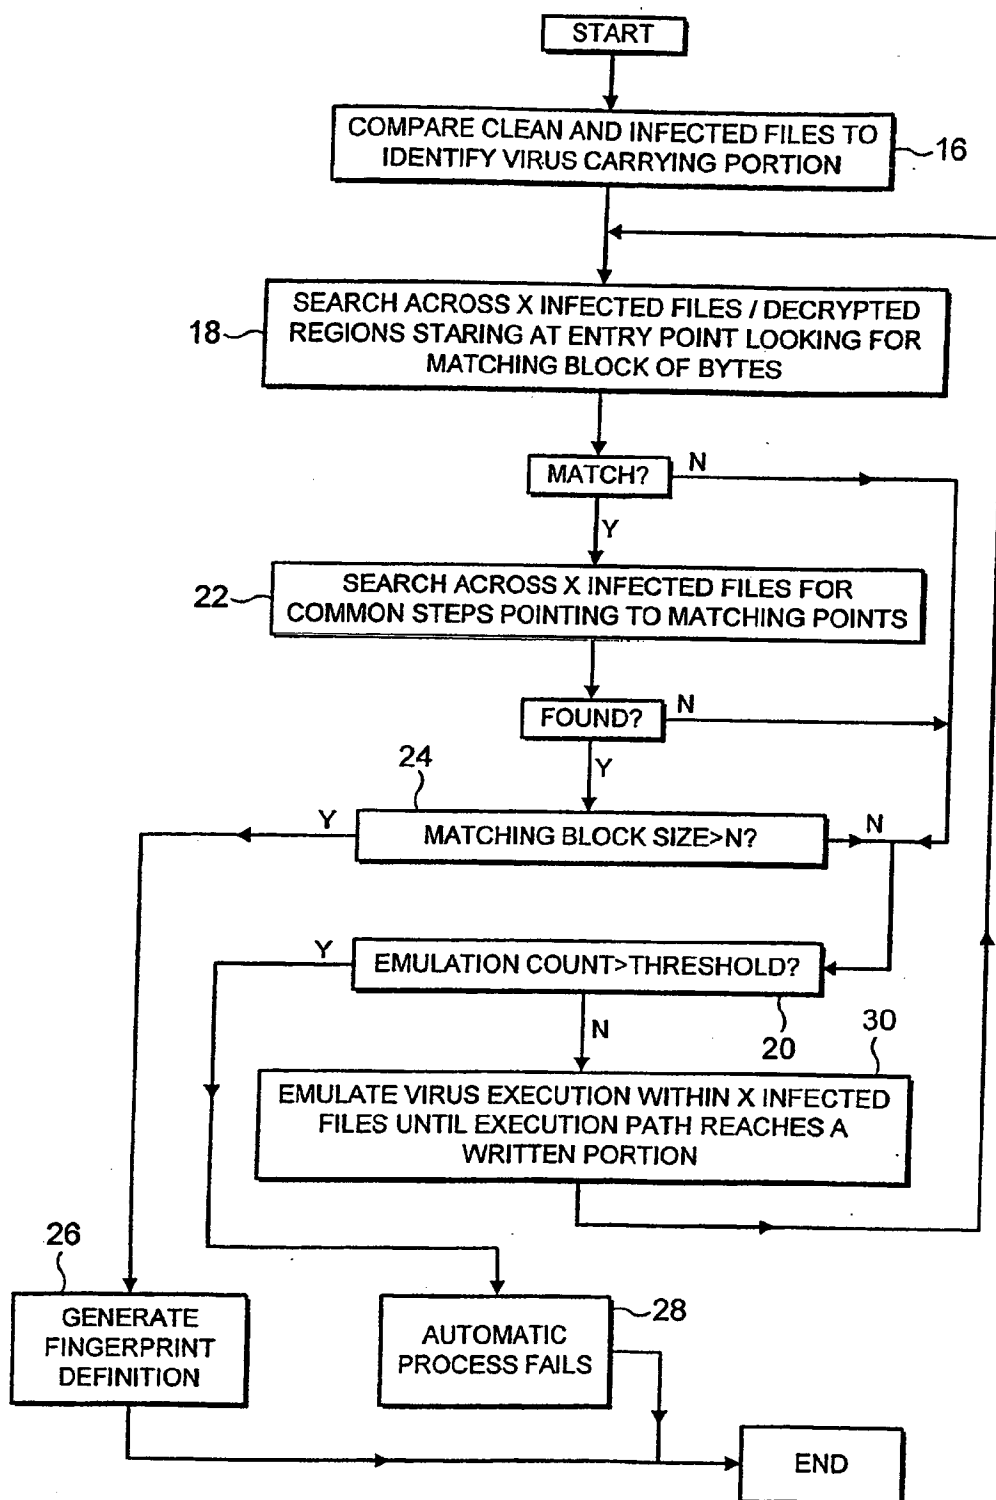 START
COMPARE CLEAN AND INFECTED FILES TO
IDENTIFY VIRUS CARRYING PORTION
16
SEARCH ACROSS X INFECTED FILES / DECRYPTED
REGIONS STARING AT ENTRY POINT LOOKING FOR
MATCHING BLOCK OF BYTES
18
MATCH?
N
Y
SEARCH ACROSS X INFECTED FILES FOR
COMMON STEPS POINTING TO MATCHING POINTS
22
FOUND?
N
Y
24
Y
MATCHING BLOCK SIZE>N?
N
Y
EMULATION COUNT>THRESHOLD?
20
N
30
EMULATE VIRUS EXECUTION WITHIN X INFECTED
FILES UNTIL EXECUTION PATH REACHES A
WRITTEN PORTION
26
GENERATE
FINGERPRINT
DEFINITION
28
AUTOMATIC
PROCESS FAILS
END